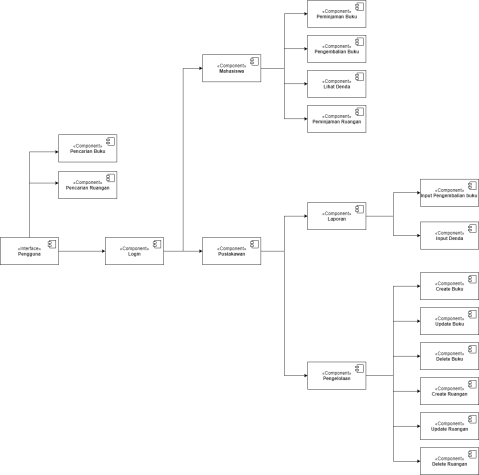 «Component»
Peminjaman Buku
«Component»
Pengembalian Buku
«Component»
Mahasiswa
«Component»
Lihat Denda
«Component»
Peminjaman Ruangan
«Component»
Pencarian Buku
«Component»
Pencarian Ruangan
«Interface»
Pengguna
«Component»
Login
«Component»
Pustakawan
«Component»
Laporan
«Component»
Input Pengembalian buku
«Component»
Input Denda
«Component»
Pengelolaan
«Component»
Create Buku
«Component»
Update Buku
«Component»
Delete Buku
«Component»
Create Ruangan
«Component»
Update Ruangan
«Component»
Delete Ruangan